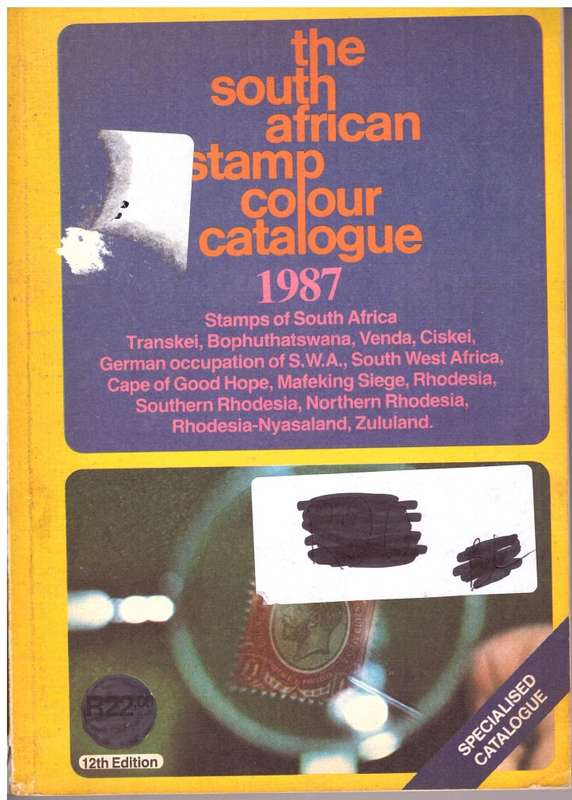 the
south
african
stamp
colour
catalogue
1987
Stamps of South Africa
Transkei, Bophuthatswana, Venda, Ciskei,
German occupation of S.W.A., South West Africa,
Cape of Good Hope, Mafeking Siege, Rhodesia,
Southern Rhodesia, Northern Rhodesia,
Rhodesia-Nyasaland, Zululand.
R22,00
12th Edition
SPECIALISED
CATALOGUE